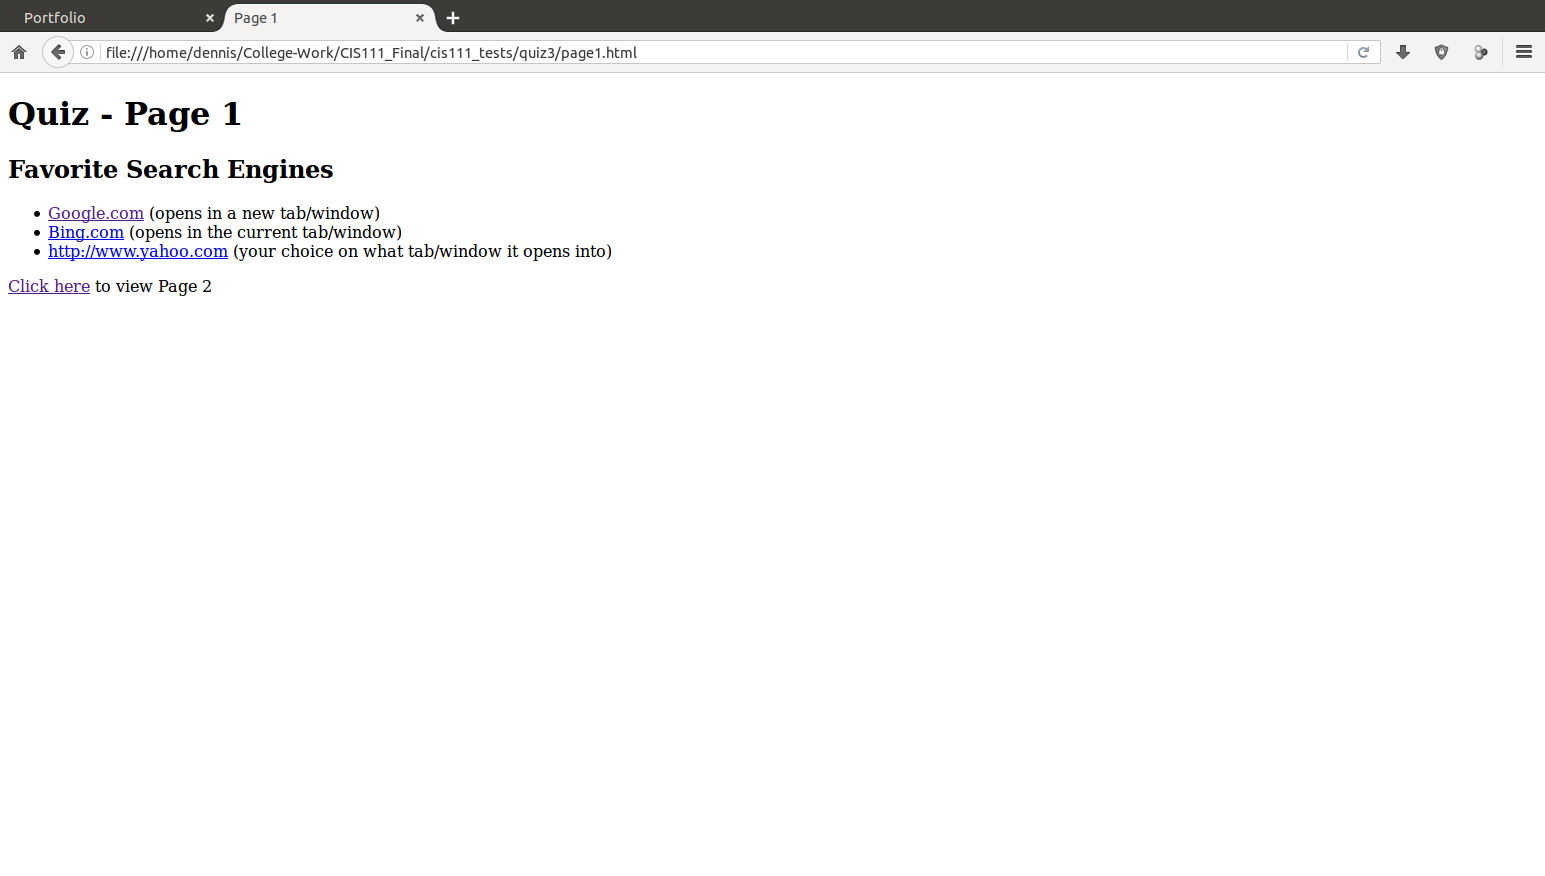 Portfolio
Page 1
file:///home/dennis/College-Work/CIS111_Final/cis111_tests/quiz3/page1.html
Quiz - Page 1
Favorite Search Engines
Google.com (opens in a new tab/window)
Bing.com (opens in the current tab/window)
http://www.yahoo.com (your choice on what tab/window it opens into)
Click here to view Page 2